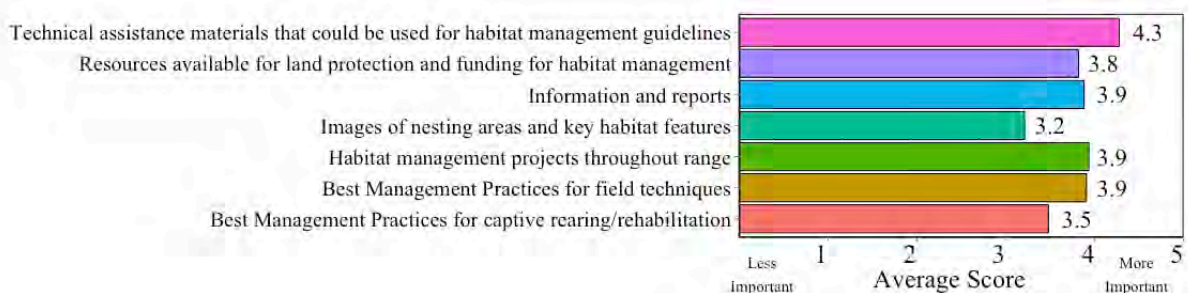 Technical assistance materials that could be used for habitat management guidelines 4.3
Resources available for land protection and funding for habitat management 3.8
Information and reports 3.9
Images of nesting areas and key habitat features 3.2
Habitat management projects throughout range 3.9
Best Management Practices for field techniques 3.9
Best Management Practices for captive rearing/rehabilitation 3.5
1 2 3 4 5
Less Important
More Important
Average Score